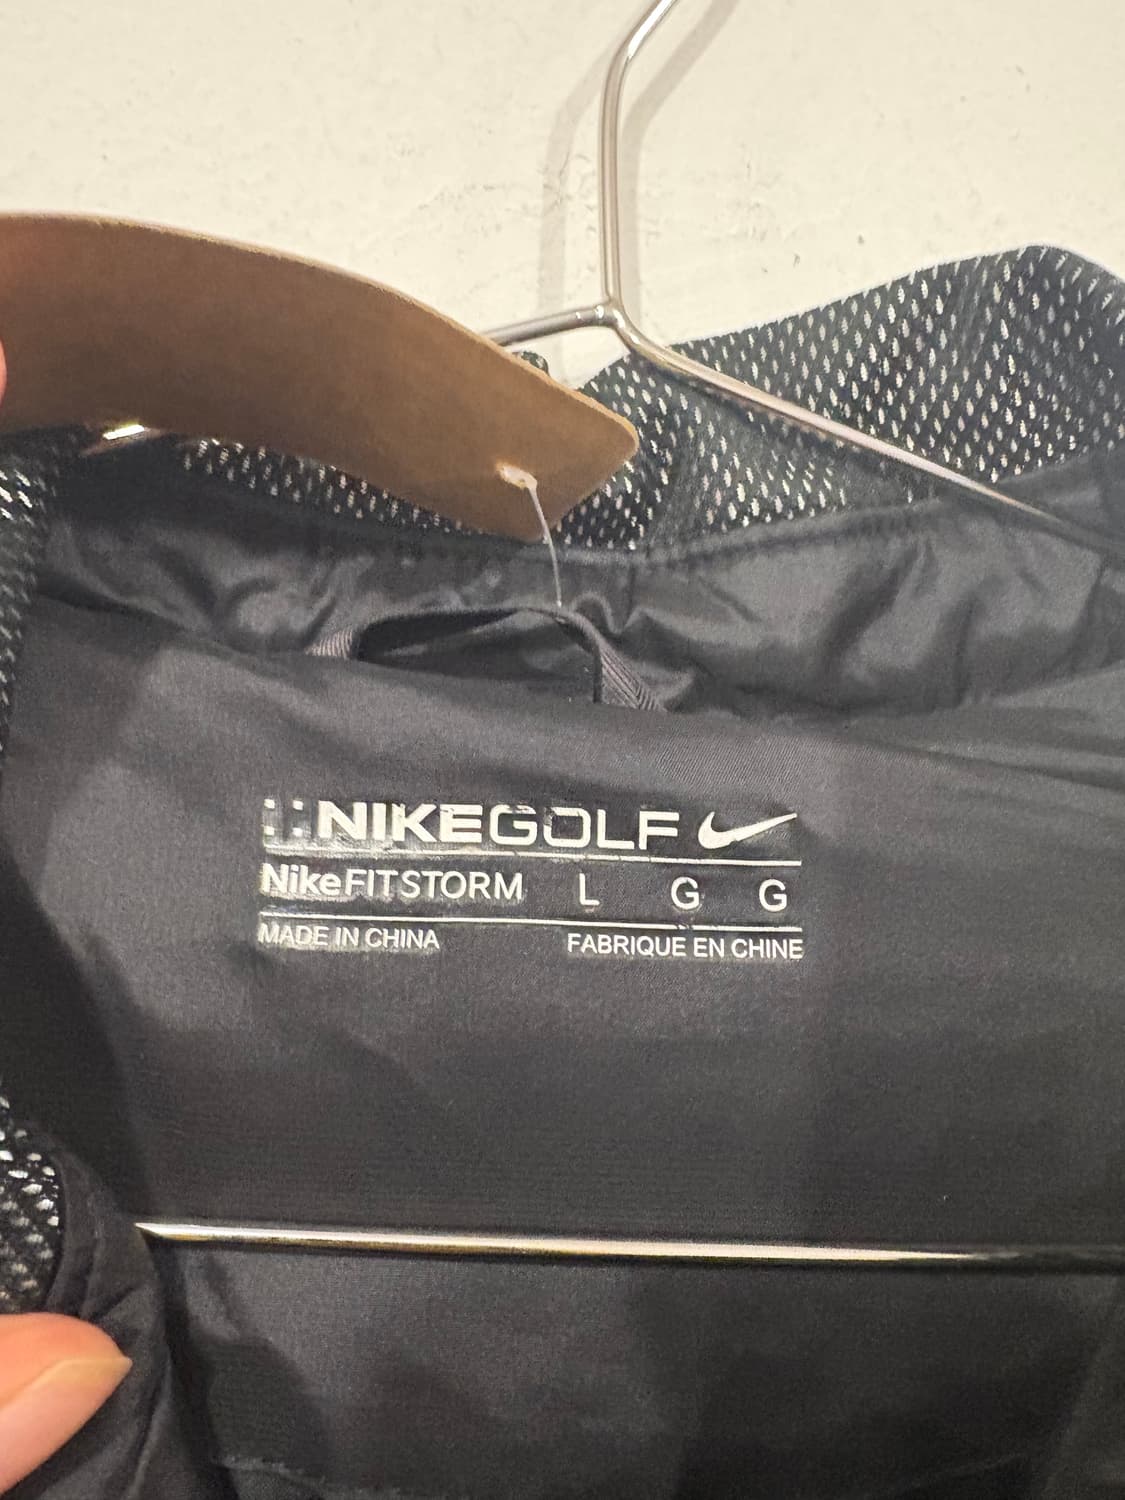 NIKEGOLF
NikeFITSTORM L G G
MADE IN CHINA FABRIQUE EN CHINE